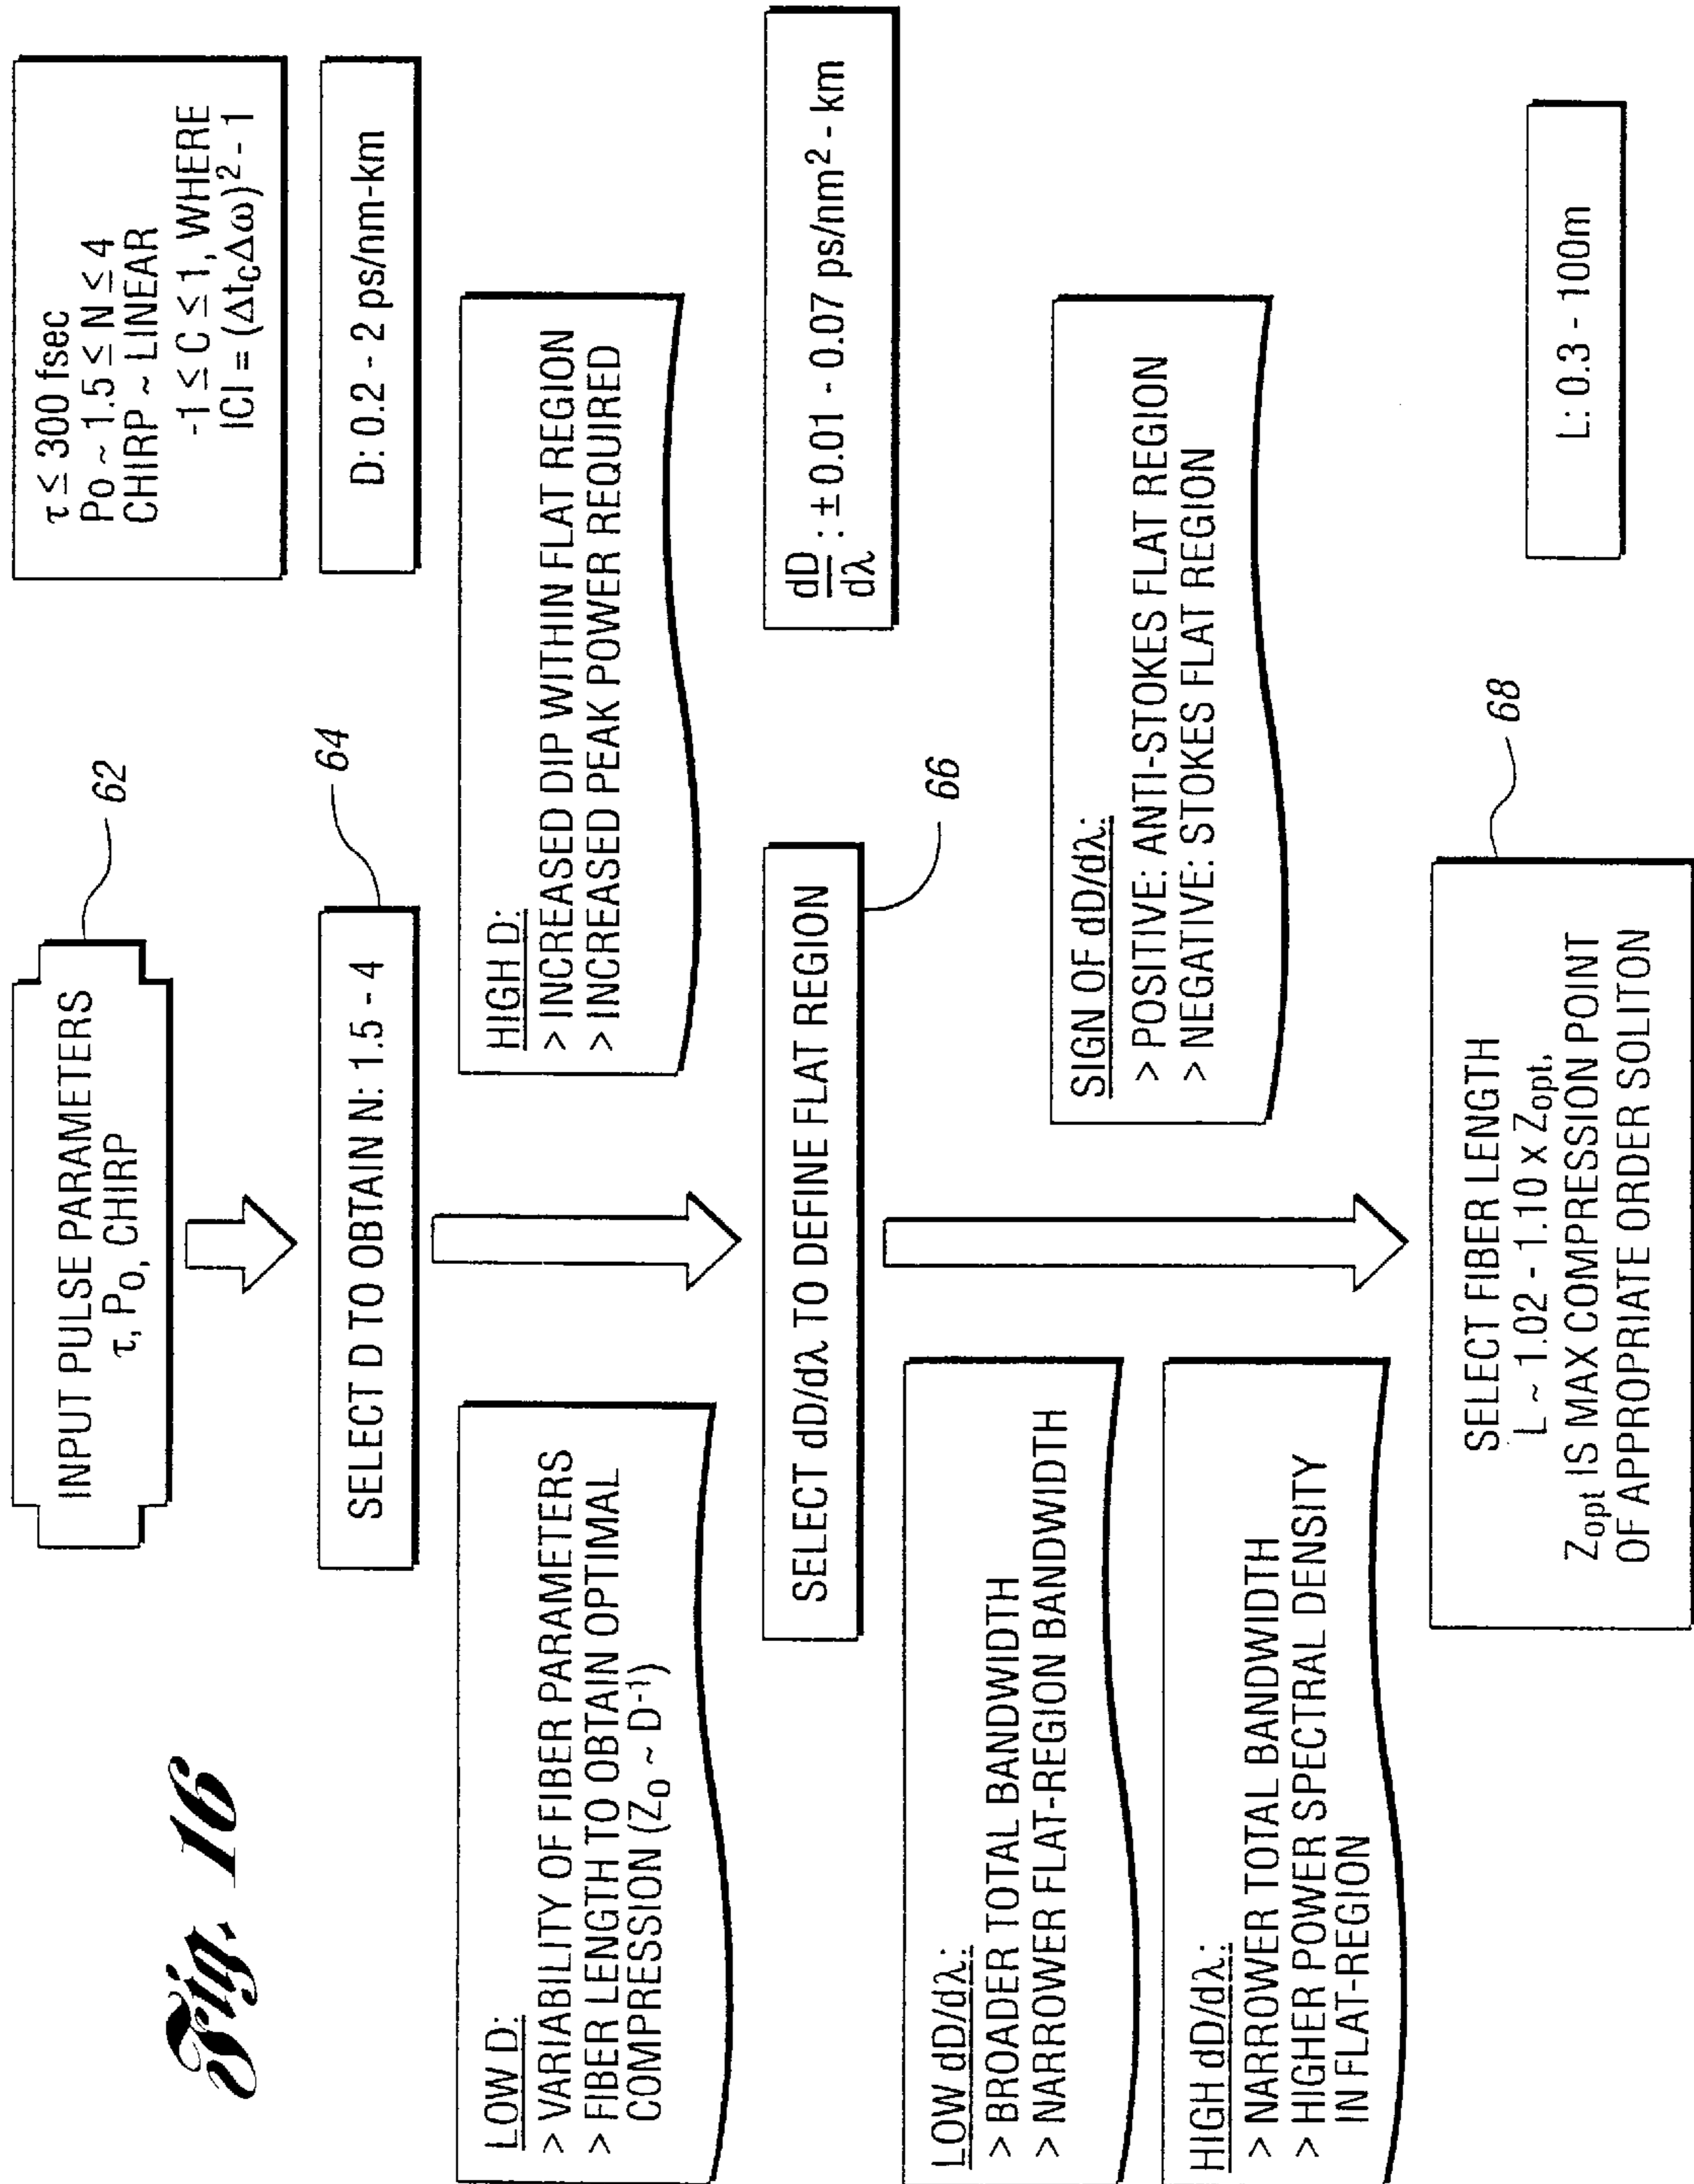 Fig. 16
INPUT PULSE PARAMETERS
τ, P₀, CHIRP
62
τ ≤ 300 fsec
Po ~ 1.5 ≤ N ≤ 4
CHIRP ~ LINEAR
-1 ≤ C ≤ 1, WHERE
ICI = (Δt_cΔω)² - 1
SELECT D TO OBTAIN N: 1.5 - 4
64
D: 0.2 - 2 ps/nm-km
LOW D:
> VARIABILITY OF FIBER PARAMETERS
> FIBER LENGTH TO OBTAIN OPTIMAL
COMPRESSION (Z₀ ~ D⁻¹)
HIGH D:
> INCREASED DIP WITHIN FLAT REGION
> INCREASED PEAK POWER REQUIRED
SELECT dD/dλ TO DEFINE FLAT REGION
66
dD/dλ : ± 0.01 - 0.07 ps/nm² - km
LOW dD/dλ:
> BROADER TOTAL BANDWIDTH
> NARROWER FLAT-REGION BANDWIDTH
HIGH dD/dλ:
> NARROWER TOTAL BANDWIDTH
> HIGHER POWER SPECTRAL DENSITY
IN FLAT-REGION
SIGN OF dD/dλ:
> POSITIVE: ANTI-STOKES FLAT REGION
> NEGATIVE: STOKES FLAT REGION
SELECT FIBER LENGTH
L ~ 1.02 - 1.10 x Z_opt.
Z_opt IS MAX COMPRESSION POINT
OF APPROPRIATE ORDER SOLITON
68
L: 0.3 - 100m